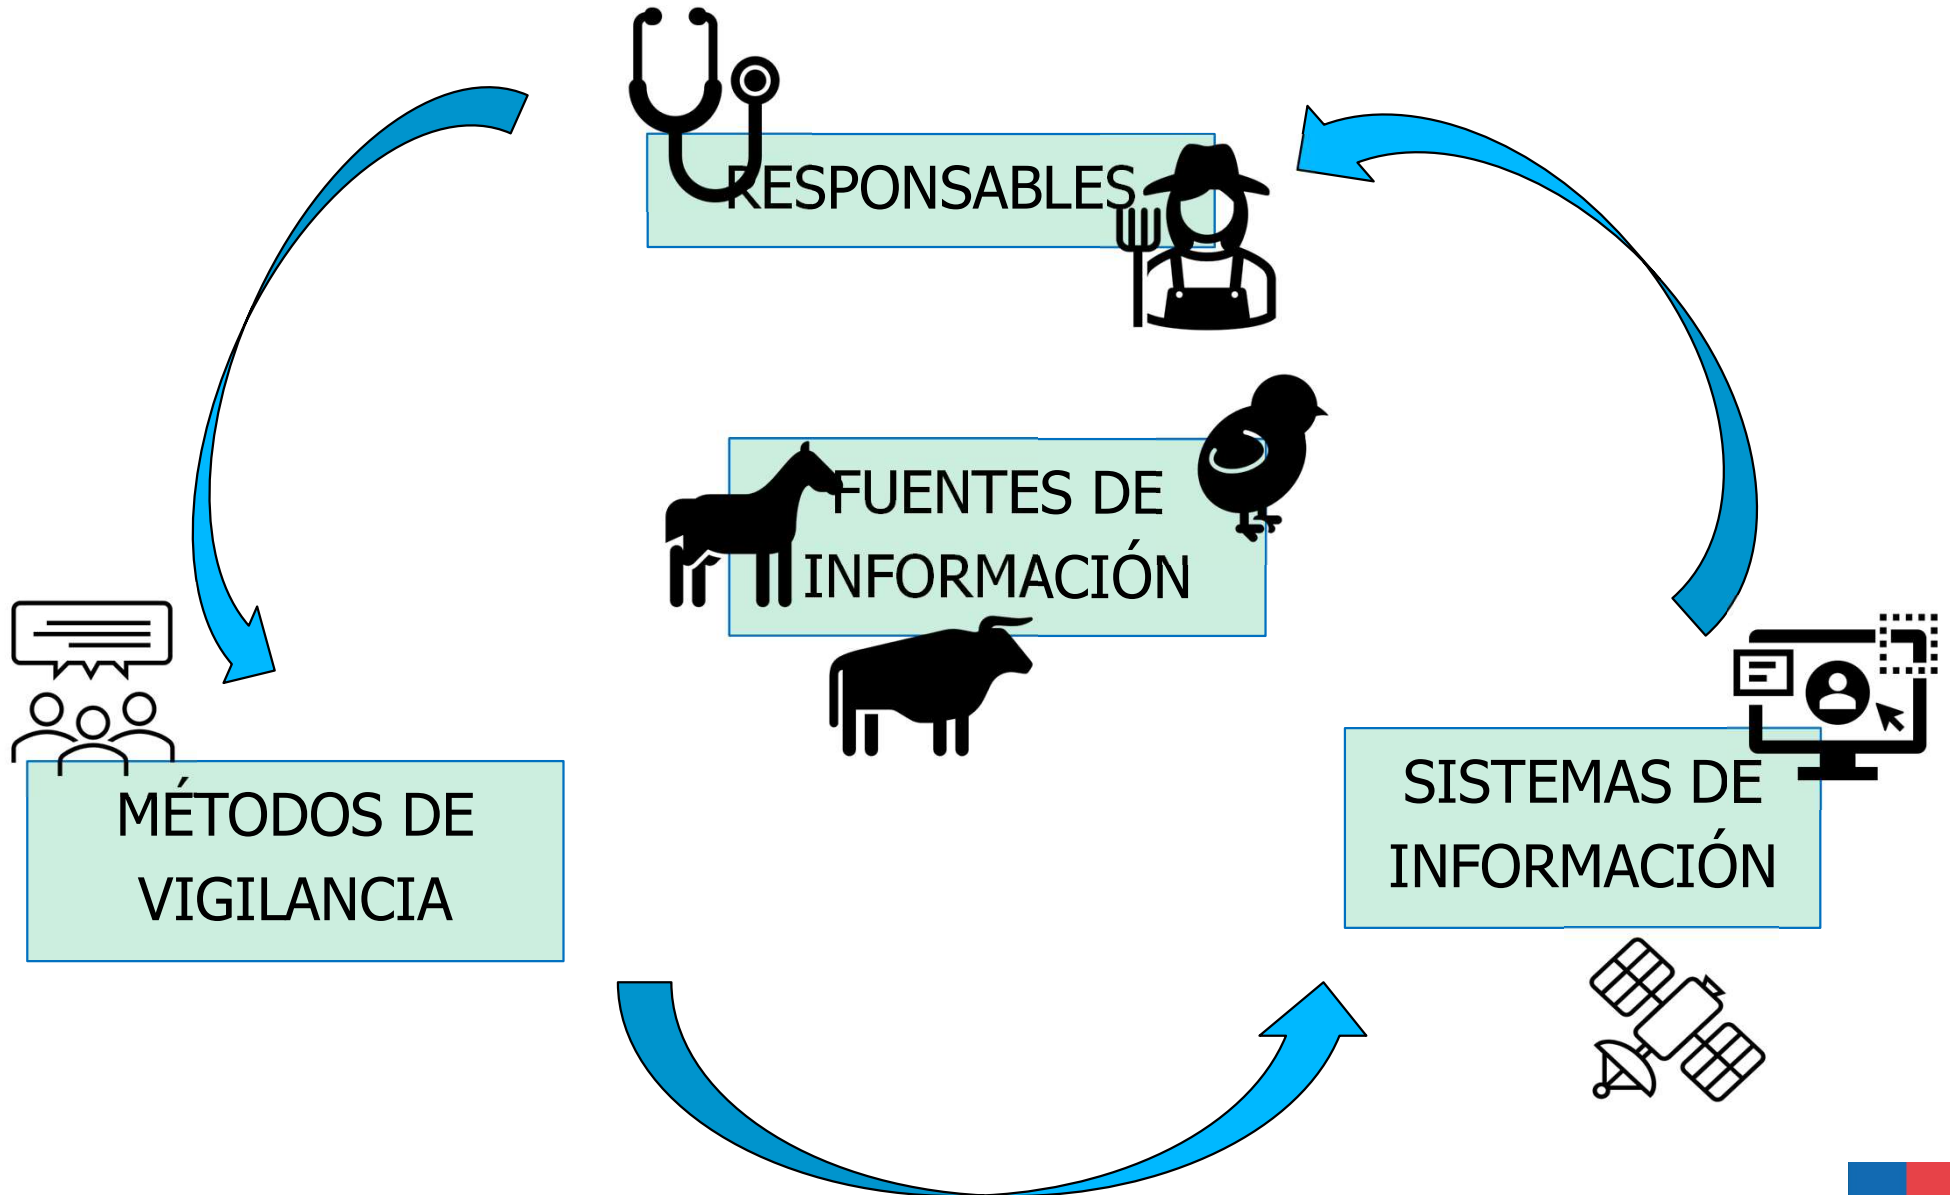 RESPONSABLES
FUENTES DE
INFORMACIÓN
MÉTODOS DE
VIGILANCIA
SISTEMAS DE
INFORMACIÓN